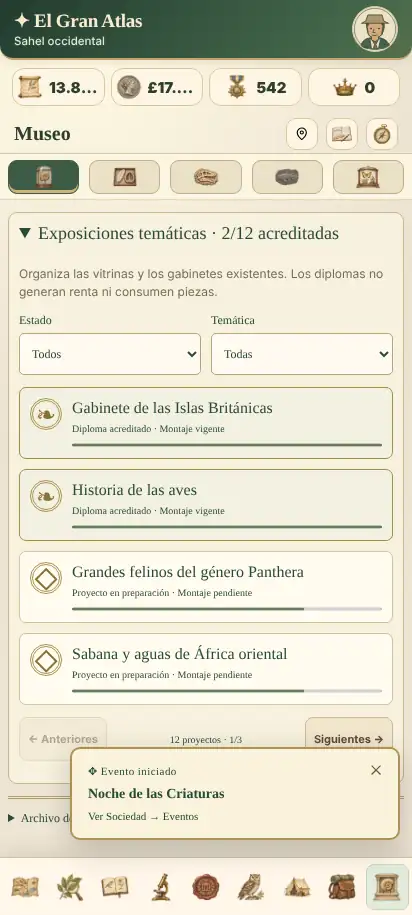 ✦ El Gran Atlas
Sahel occidental
13.8...
£17....
542
0
Museo
▼ Exposiciones temáticas · 2/12 acreditadas
Organiza las vitrinas y los gabinetes existentes. Los diplomas no
generan renta ni consumen piezas.
Estado
Temática
Todos
Todas
Gabinete de las Islas Británicas
Diploma acreditado · Montaje vigente
Historia de las aves
Diploma acreditado · Montaje vigente
Grandes felinos del género Panthera
Proyecto en preparación · Montaje pendiente
Sabana y aguas de África oriental
Proyecto en preparación · Montaje pendiente
← Anteriores
12 proyectos · 1/3
Siguientes →
✥ Evento iniciado
Noche de las Criaturas
Ver Sociedad → Eventos
▶ Archivo